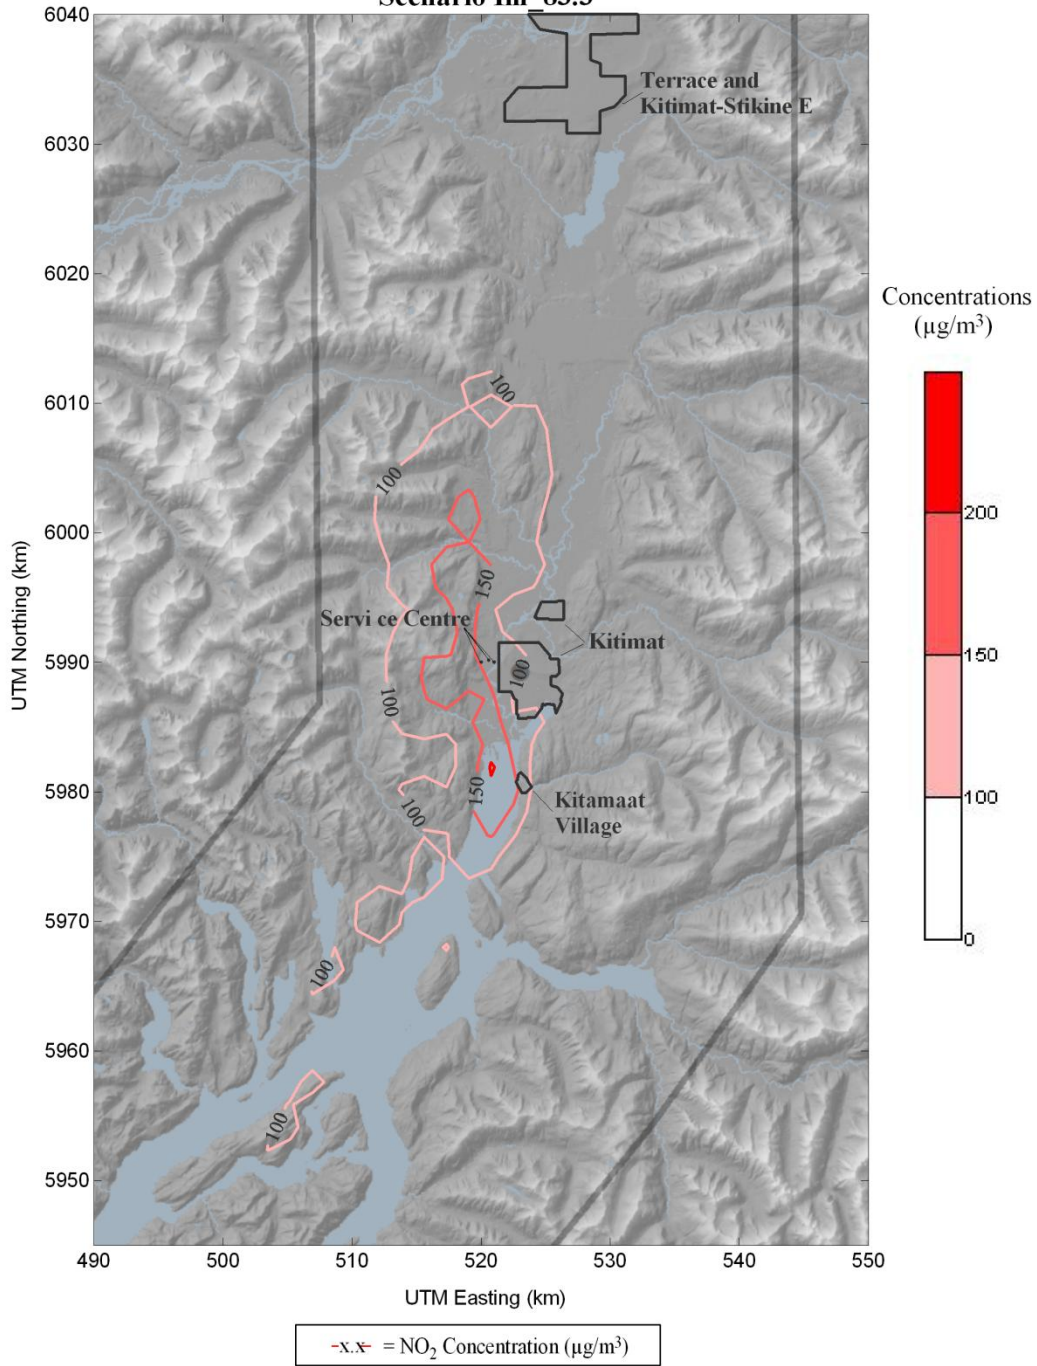 6040
6030
6020
6010
6000
5990
5980
5970
5960
5950
490
500
510
520
530
540
550
UTM Northing (km)
UTM Easting (km)
Terrace and
Kitimat-Stikine E
100
100
150
Servi ce Centre
Kitimat
100
100
150
Kitamaat
Village
100
100
100
Concentrations
(µg/m³)
200
150
100
0
-x.x- = NO₂ Concentration (µg/m³)